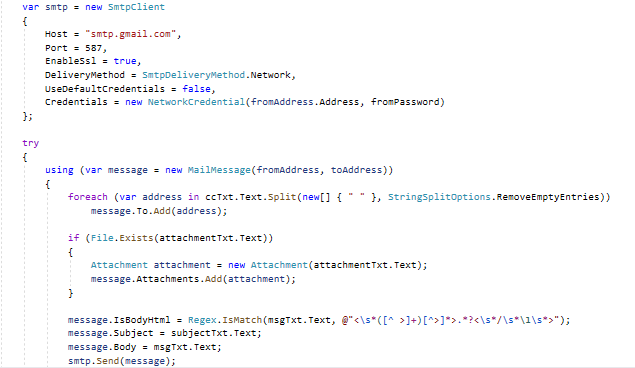 var smtp = new SmtpClient
{
Host = "smtp.gmail.com",
Port = 587,
EnableSsl = true,
DeliveryMethod = SmtpDeliveryMethod.Network,
UseDefaultCredentials = false,
Credentials = new NetworkCredential(fromAddress.Address, fromPassword)
};
try
{
using (var message = new MailMessage(fromAddress, toAddress))
{
foreach (var address in ccTxt.Text.Split(new[] { " " }, StringSplitOptions.RemoveEmptyEntries))
message.To.Add(address);
if (File.Exists(attachmentTxt.Text))
{
Attachment attachment = new Attachment(attachmentTxt.Text);
message.Attachments.Add(attachment);
}
message.IsBodyHtml = Regex.IsMatch(msgTxt.Text, @"<\s*([^ >]+)[^>]*>.*?<\s*/\s*\1\s*>");
message.Subject = subjectTxt.Text;
message.Body = msgTxt.Text;
smtp.Send(message);